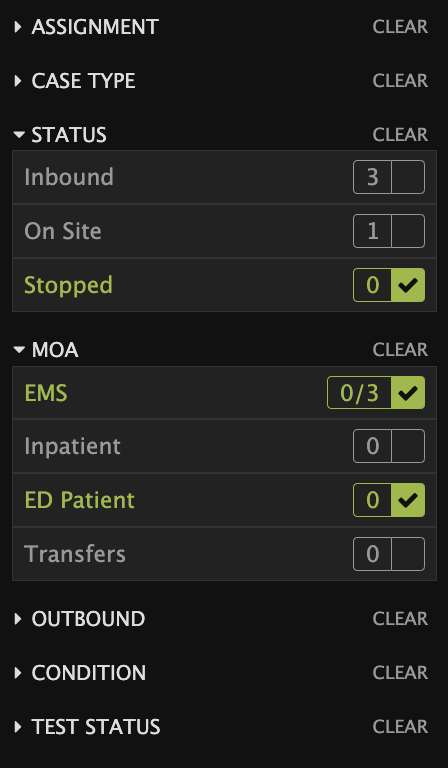 ASSIGNMENT CLEAR
CASE TYPE CLEAR
STATUS CLEAR
Inbound 3
On Site 1
Stopped 0
MOA CLEAR
EMS 0/3
Inpatient 0
ED Patient 0
Transfers 0
OUTBOUND CLEAR
CONDITION CLEAR
TEST STATUS CLEAR